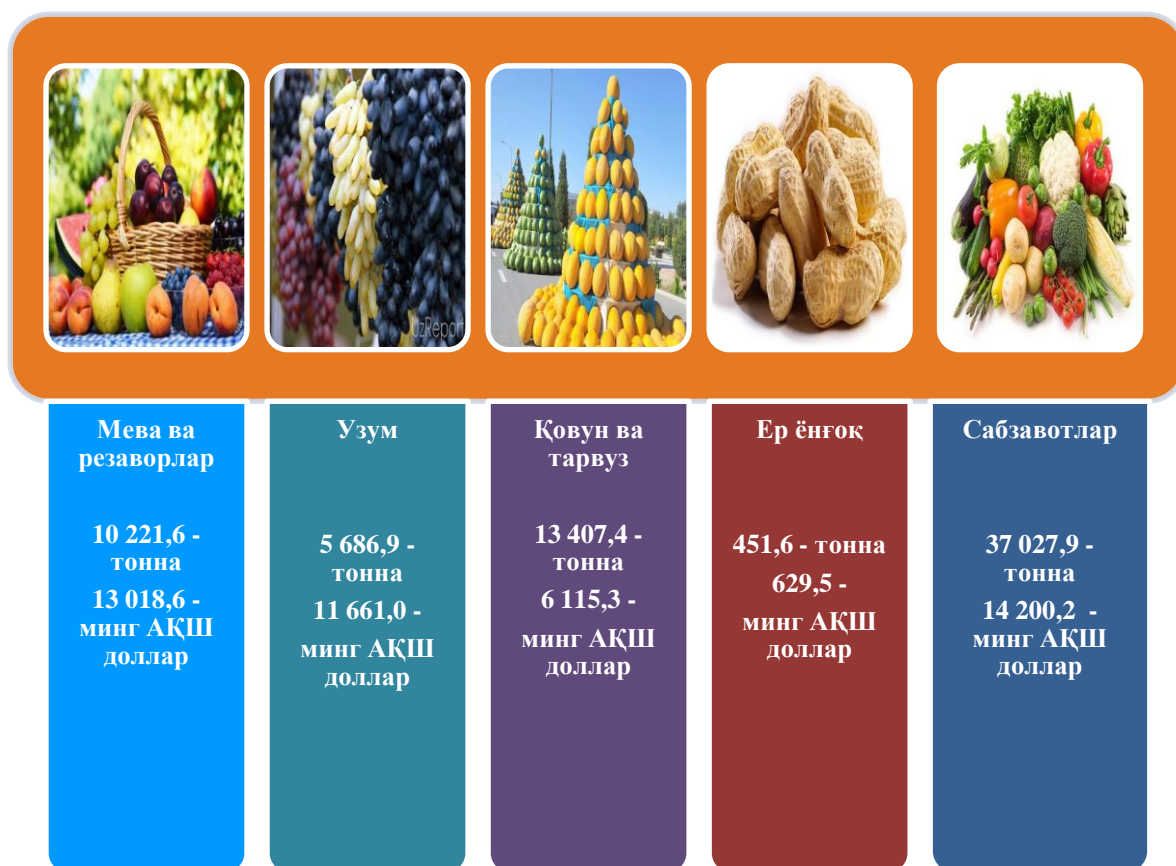 UzReport
Мева ва
резаворлар
10 221,6 -
тонна
13 018,6 -
минг АҚШ
доллар
Узум
5 686,9 -
тонна
11 661,0 -
минг АҚШ
доллар
Қовун ва
тарвуз
13 407,4 -
тонна
6 115,3 -
минг АҚШ
доллар
Ер ёнғоқ
451,6 - тонна
629,5 -
минг АҚШ
доллар
Сабзавотлар
37 027,9 -
тонна
14 200,2 -
минг АҚШ
доллар